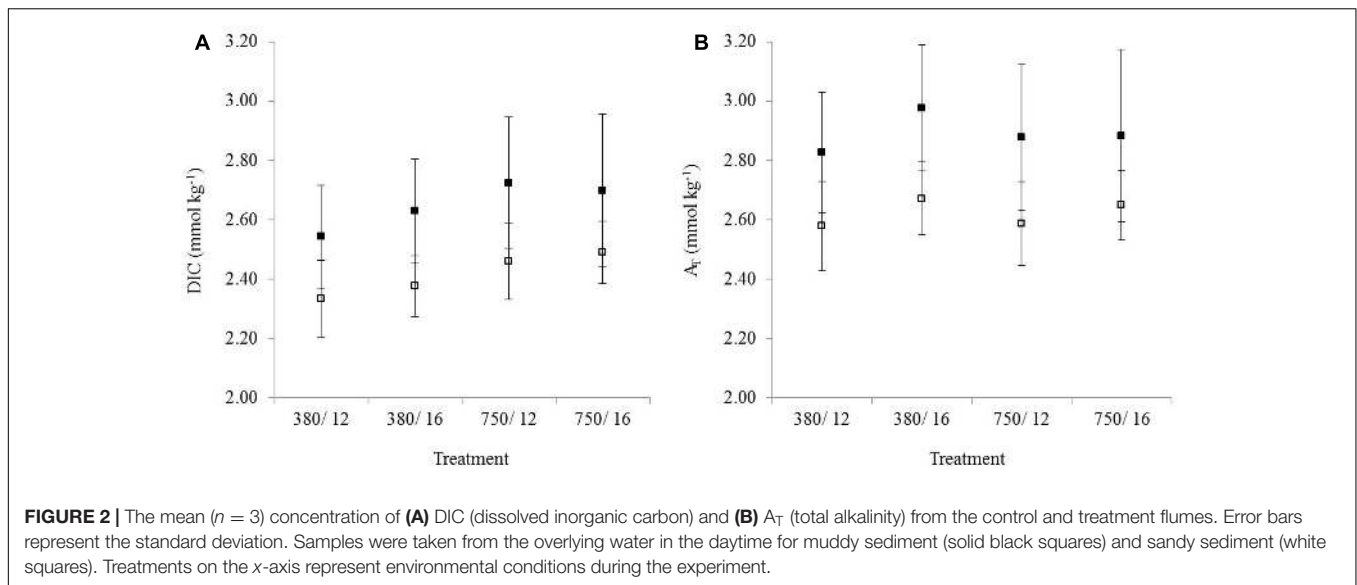 A
3.20
3.00
2.80
2.60
2.40
2.20
2.00
DIC (mmol kg⁻¹)
380/ 12 380/ 16 750/ 12 750/ 16
Treatment
B
3.20
3.00
2.80
2.60
2.40
2.20
2.00
A_T (mmol kg⁻¹)
380/ 12 380/ 16 750/ 12 750/ 16
Treatment
FIGURE 2 | The mean (n = 3) concentration of (A) DIC (dissolved inorganic carbon) and (B) A_T (total alkalinity) from the control and treatment flumes. Error bars
represent the standard deviation. Samples were taken from the overlying water in the daytime for muddy sediment (solid black squares) and sandy sediment (white
squares). Treatments on the x-axis represent environmental conditions during the experiment.